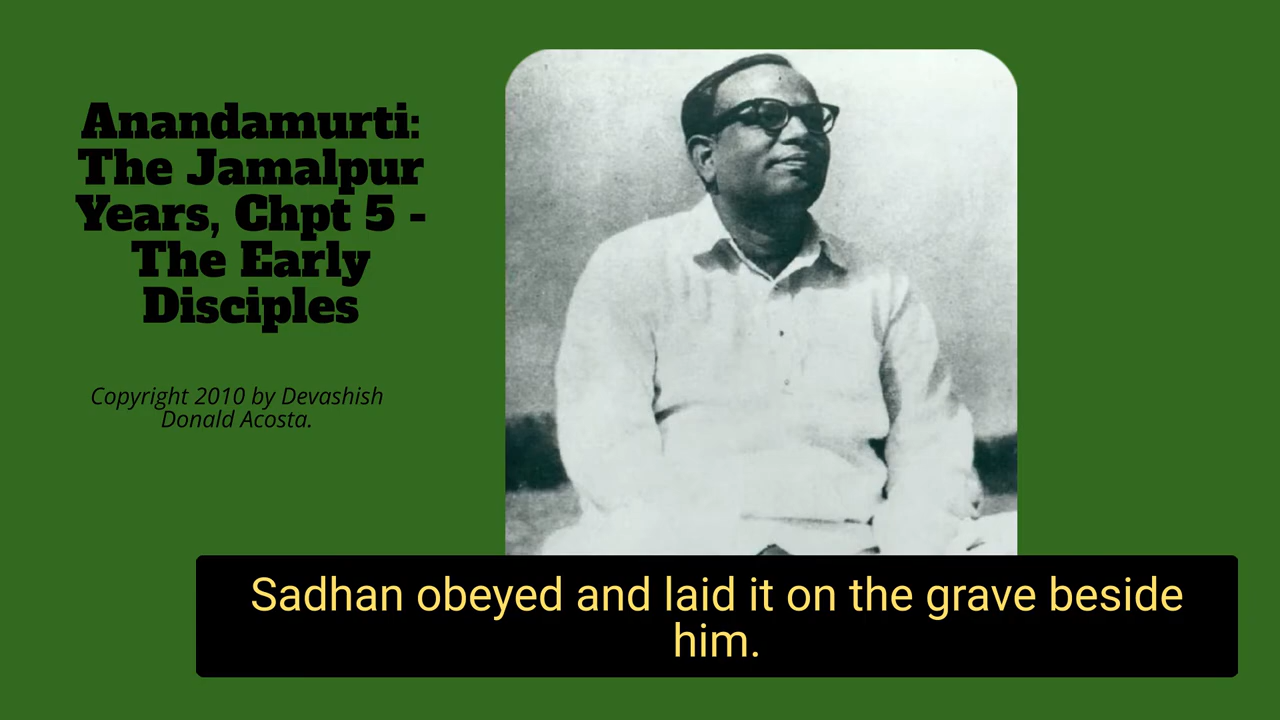 Anandamurti:
The Jamalpur
Years, Chpt 5 -
The Early
Disciples
Copyright 2010 by Devashish
Donald Acosta.
Sadhan obeyed and laid it on the grave beside
him.